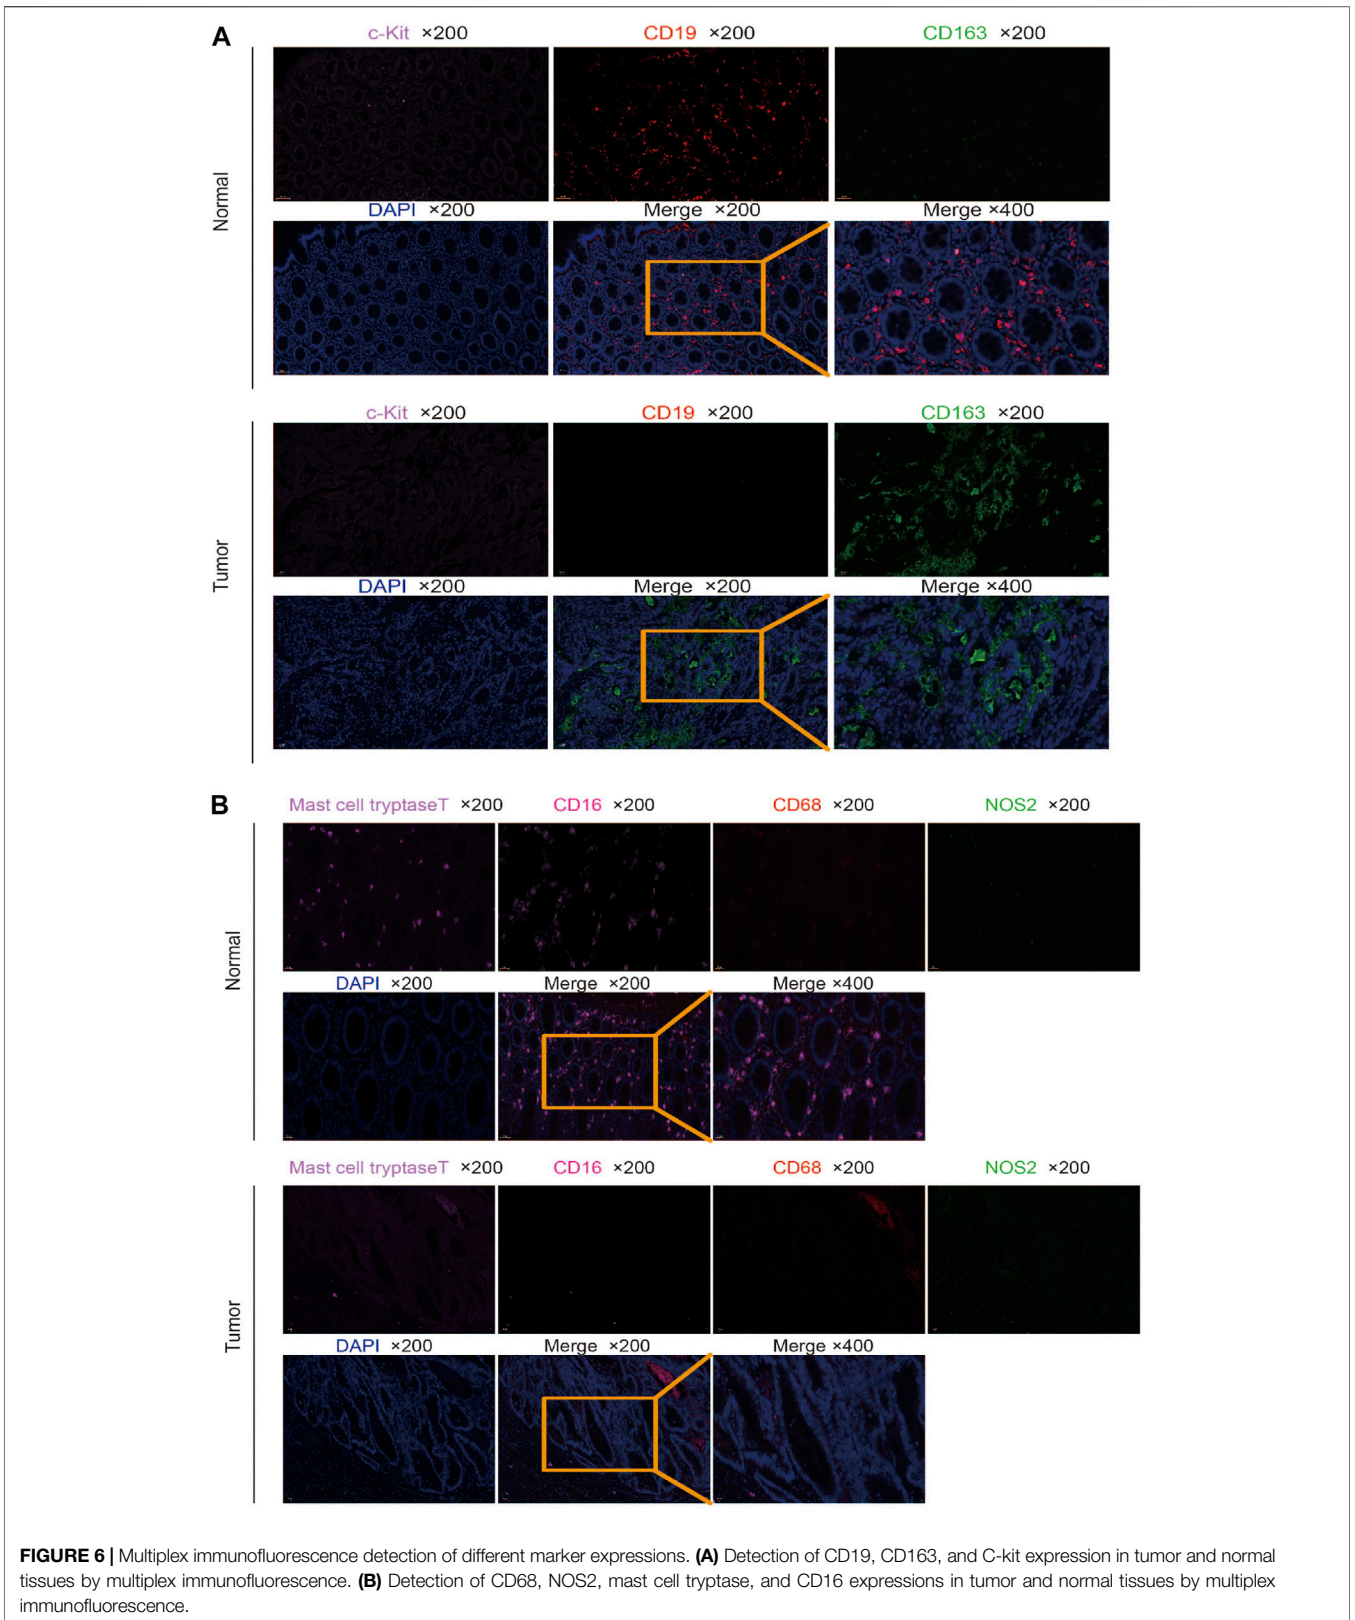 A
c-Kit ×200 CD19 ×200 CD163 ×200
Normal
DAPI ×200 Merge ×200 Merge ×400
c-Kit ×200 CD19 ×200 CD163 ×200
Tumor
DAPI ×200 Merge ×200 Merge ×400
B
Mast cell tryptaseT ×200 CD16 ×200 CD68 ×200 NOS2 ×200
Normal
DAPI ×200 Merge ×200 Merge ×400
Mast cell tryptaseT ×200 CD16 ×200 CD68 ×200 NOS2 ×200
Tumor
DAPI ×200 Merge ×200 Merge ×400
FIGURE 6 | Multiplex immunofluorescence detection of different marker expressions. (A) Detection of CD19, CD163, and C-kit expression in tumor and normal
tissues by multiplex immunofluorescence. (B) Detection of CD68, NOS2, mast cell tryptase, and CD16 expressions in tumor and normal tissues by multiplex
immunofluorescence.